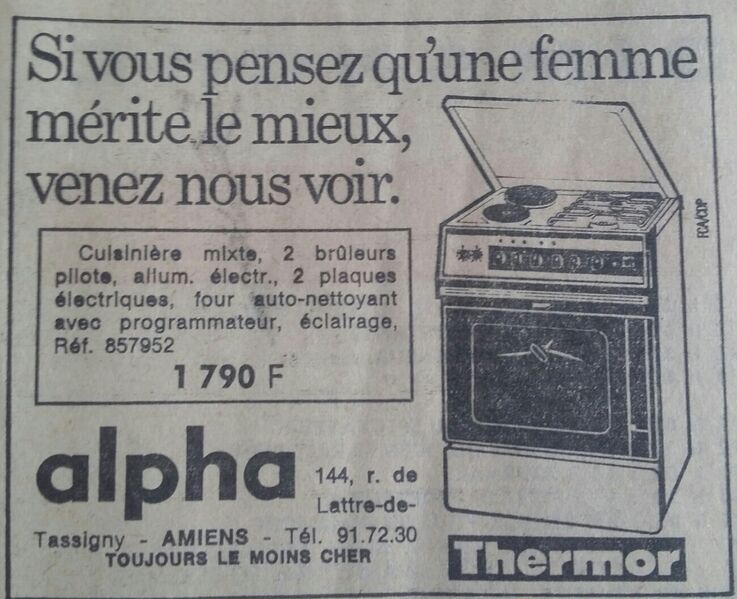 Si vous pensez qu'une femme
mérite le mieux,
venez nous voir.
Cuisinière mixte, 2 brûleurs
pilote, allum. électr., 2 plaques
électriques, four auto-nettoyant
avec programmateur, éclairage,
Réf. 857952
1 790 F
alpha
144, r. de
Lattre-de-
Tassigny - AMIENS - Tél. 91.72.30
TOUJOURS LE MOINS CHER
Thermor